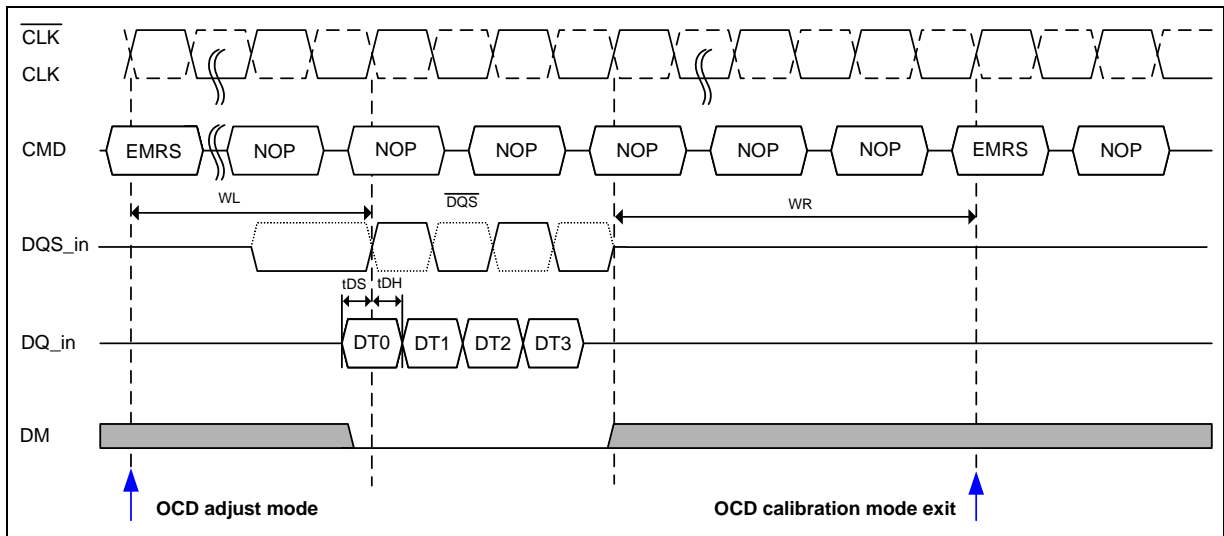 CLK
CLK
CMD
EMRS NOP NOP NOP NOP NOP NOP EMRS NOP
WL DQS WR
DQS_in
tDS tDH
DQ_in
DT0 DT1 DT2 DT3
DM
OCD adjust mode OCD calibration mode exit